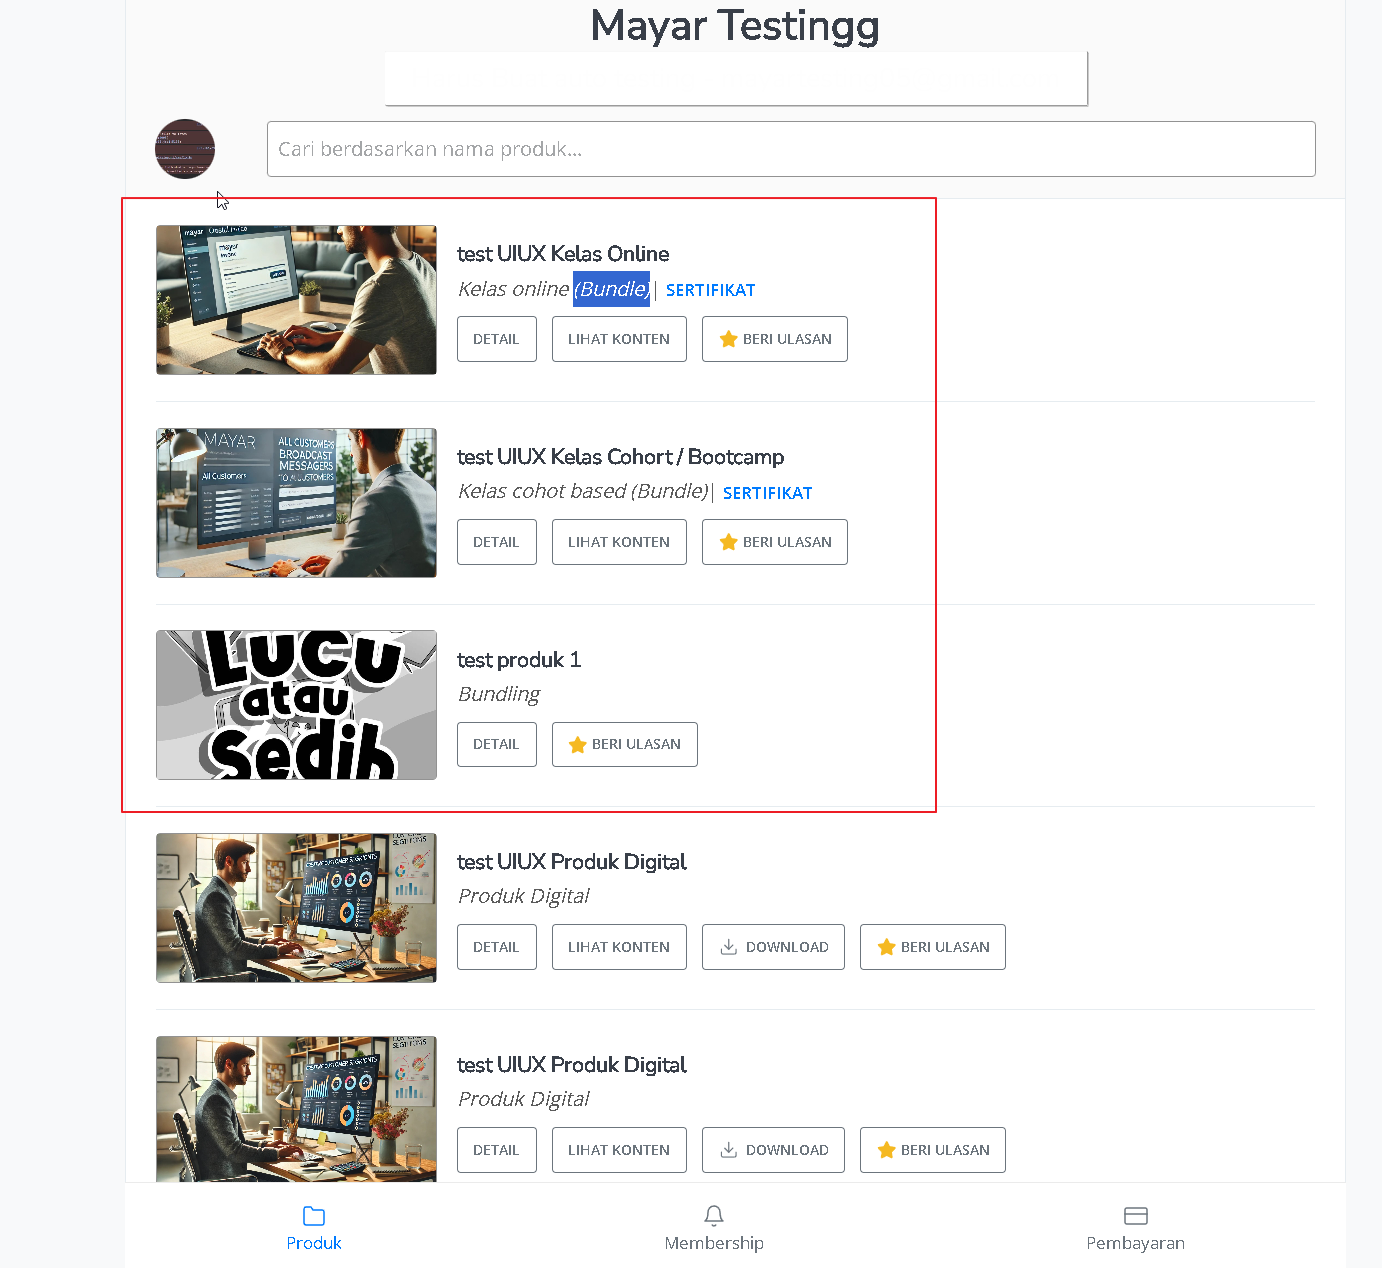 Mayar Testingg
Cari berdasarkan nama produk...
mayar
mayar
test UIUX Kelas Online
Kelas online (Bundle)| SERTIFIKAT
DETAIL
LIHAT KONTEN
BERI ULASAN
MAYAR
All Customers
ALL CUSTOMERS
BROADCAST
MESSAGERS
TO ALL CUSTOMERS
test UIUX Kelas Cohort / Bootcamp
Kelas cohot based (Bundle)| SERTIFIKAT
DETAIL
LIHAT KONTEN
BERI ULASAN
LUCU
atau
Sedih
test produk 1
Bundling
DETAIL
BERI ULASAN
test UIUX Produk Digital
Produk Digital
DETAIL
LIHAT KONTEN
DOWNLOAD
BERI ULASAN
test UIUX Produk Digital
Produk Digital
DETAIL
LIHAT KONTEN
DOWNLOAD
BERI ULASAN
Produk
Membership
Pembayaran